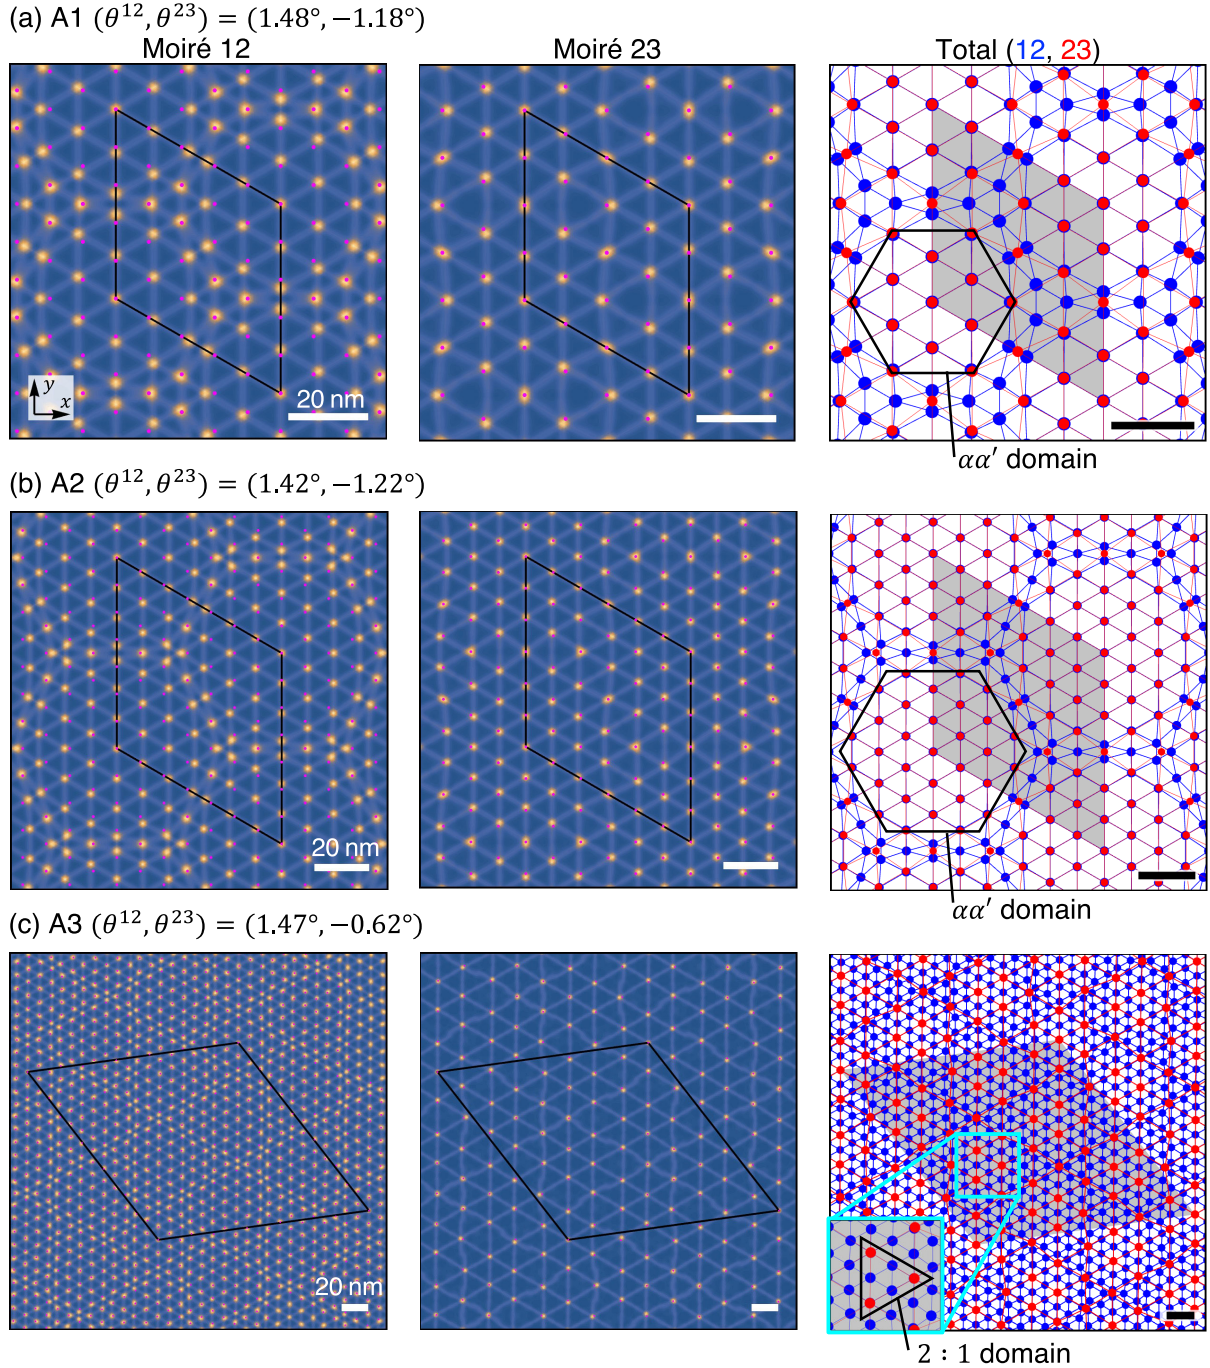 (a) A1 (θ¹², θ²³) = (1.48°, −1.18°)
Moiré 12
Moiré 23
Total (12, 23)
y
x
20 nm
αα′ domain
(b) A2 (θ¹², θ²³) = (1.42°, −1.22°)
20 nm
αα′ domain
(c) A3 (θ¹², θ²³) = (1.47°, −0.62°)
20 nm
2 : 1 domain